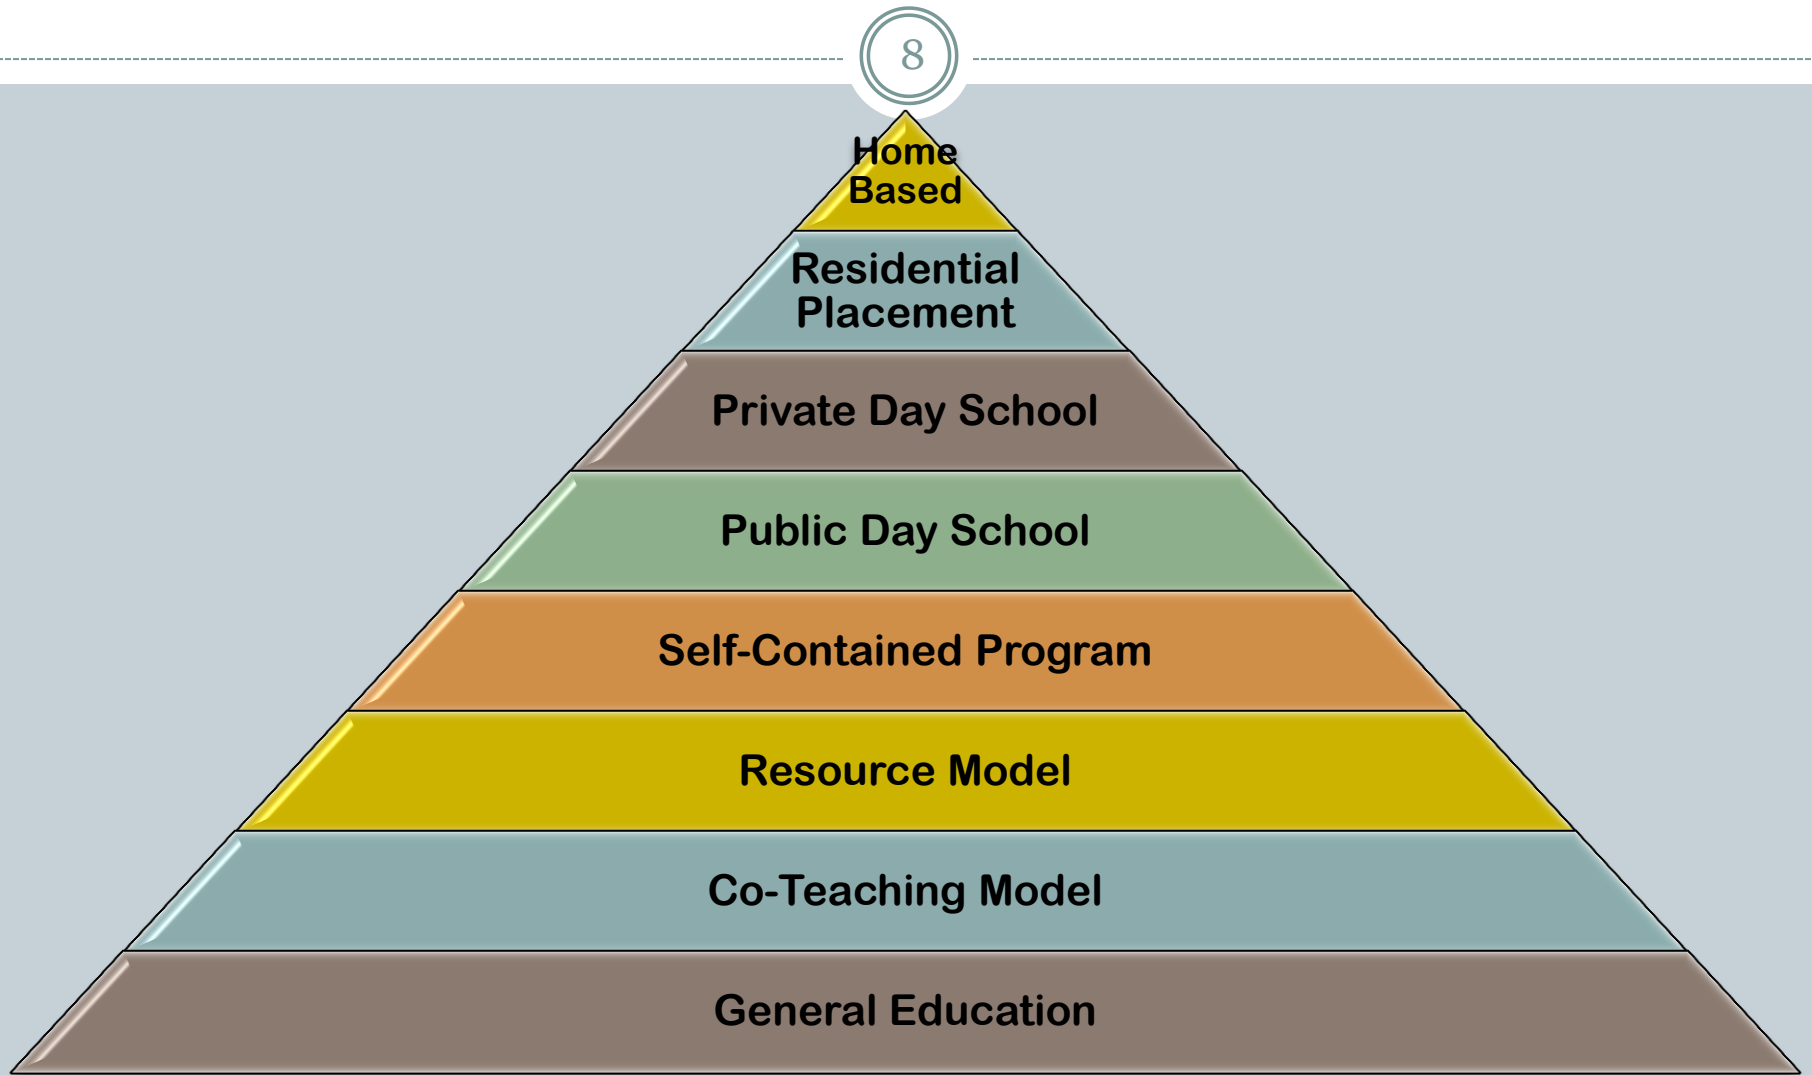 8
Home
Based
Residential
Placement
Private Day School
Public Day School
Self-Contained Program
Resource Model
Co-Teaching Model
General Education